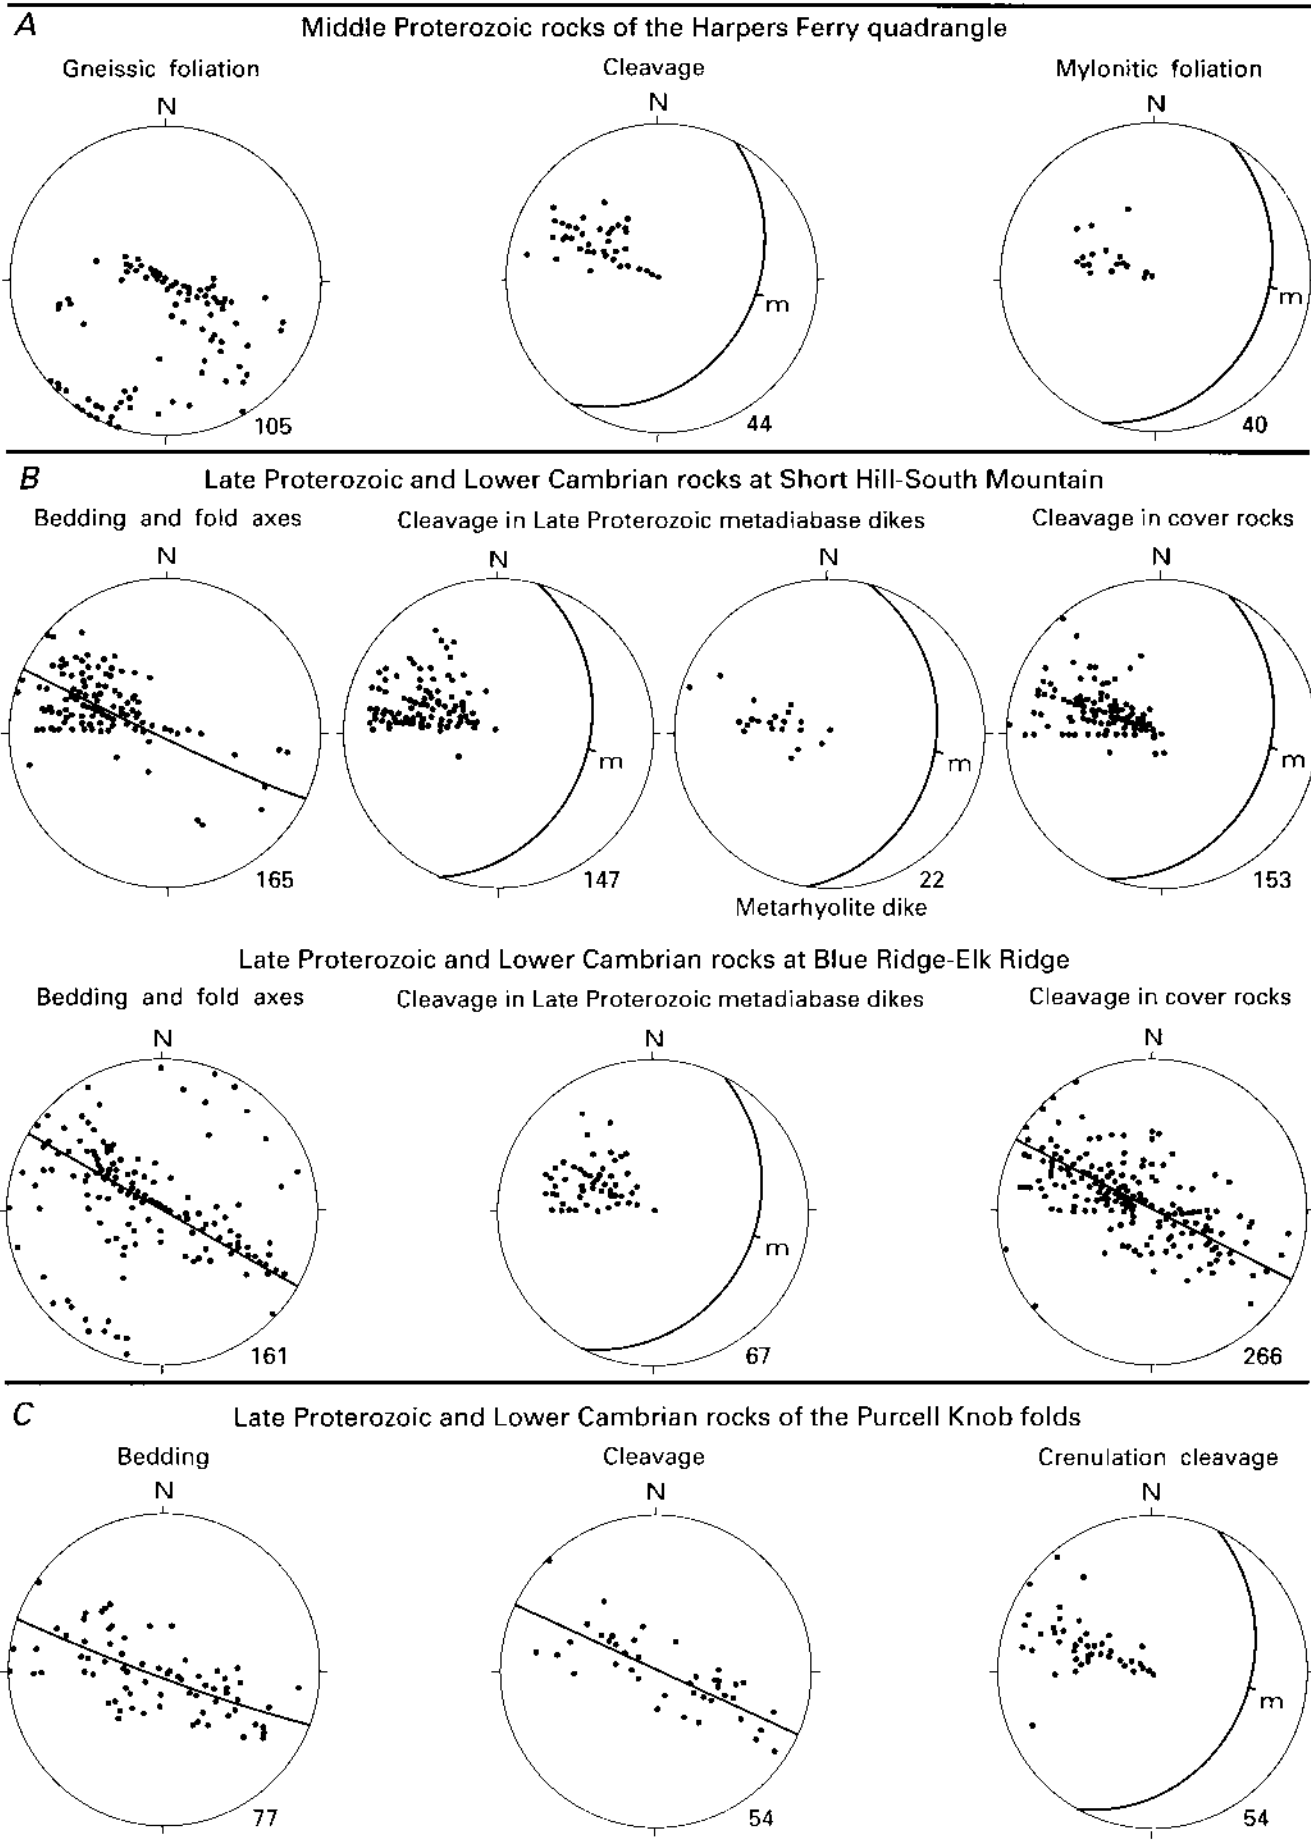 A
Middle Proterozoic rocks of the Harpers Ferry quadrangle
Gneissic foliation
Cleavage
Mylonitic foliation
N
N
N
m
m
105
44
40
B
Late Proterozoic and Lower Cambrian rocks at Short Hill-South Mountain
Bedding and fold axes
Cleavage in Late Proterozoic metadiabase dikes
Cleavage in cover rocks
N
N
N
N
m
m
m
165
147
22
153
Metarhyolite dike
Late Proterozoic and Lower Cambrian rocks at Blue Ridge-Elk Ridge
Bedding and fold axes
Cleavage in Late Proterozoic metadiabase dikes
Cleavage in cover rocks
N
N
N
m
161
67
266
C
Late Proterozoic and Lower Cambrian rocks of the Purcell Knob folds
Bedding
Cleavage
Crenulation cleavage
N
N
N
m
77
54
54